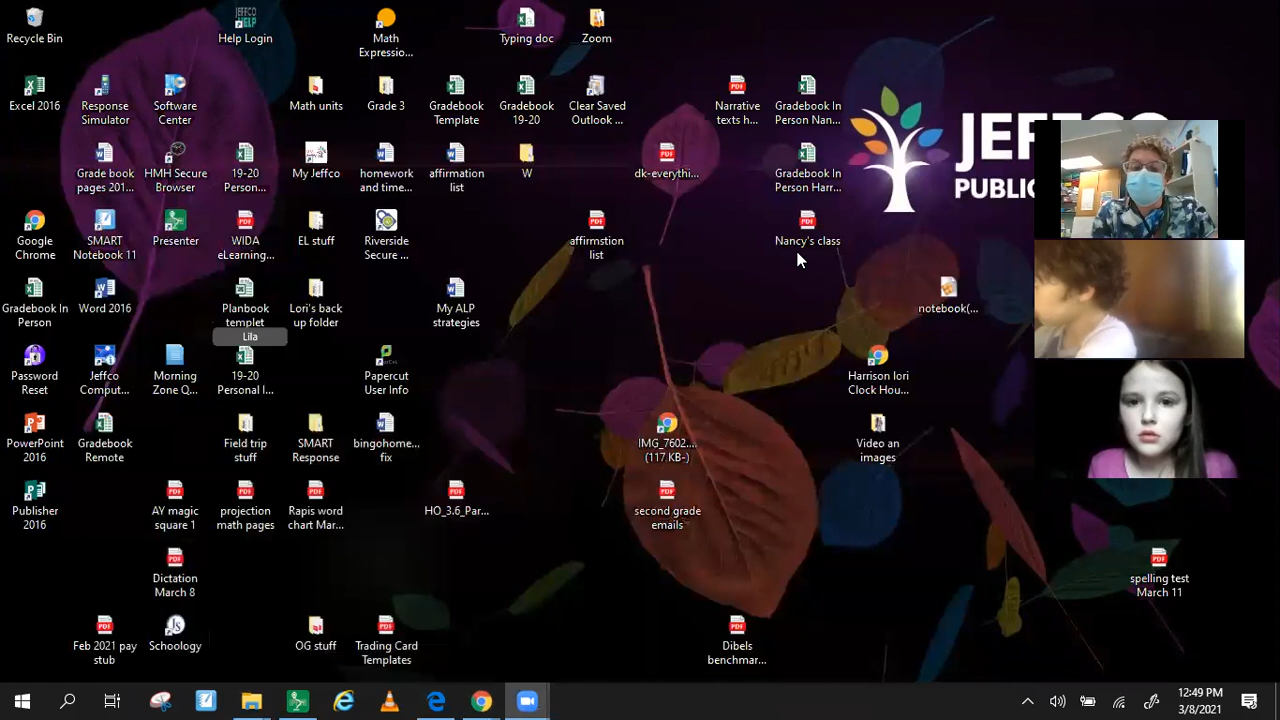 Recycle Bin
JEFFCO
HELP
Help Login
Math
Expressio...
Typing doc
Zoom
Excel 2016
Response
Simulator
Software
Center
Math units
Grade 3
Gradebook
Template
Gradebook
19-20
Clear Saved
Outlook ...
Narrative
texts h...
Gradebook In
Person Nan...
JEFFCO
PUBLIC
Grade book
pages 201...
HMH Secure
Browser
19-20
Person...
My Jeffco
homework
and time...
affirmation
list
W
dk-everythi...
Gradebook In
Person Harr...
Google
Chrome
SMART
Notebook 11
Presenter
WIDA
eLearning...
EL stuff
Riverside
Secure ...
affirmstion
list
Nancy's class
Gradebook In
Person
Word 2016
Planbook
templet
Lori's back
up folder
My ALP
strategies
notebook(...
Lila
Password
Reset
Jeffco
Comput...
Morning
Zone Q...
19-20
Personal l...
Papercut
User Info
Harrison lori
Clock Hou...
PowerPoint
2016
Gradebook
Remote
Field trip
stuff
SMART
Response
bingohome...
fix
IMG_7602....
(117 KB-)
Video an
images
Publisher
2016
AY magic
square 1
projection
math pages
Rapis word
chart Mar...
HO_3.6_Par...
second grade
emails
Dictation
March 8
spelling test
March 11
Feb 2021 pay
stub
Schoology
OG stuff
Trading Card
Templates
Dibels
benchmar...
12:49 PM
3/8/2021